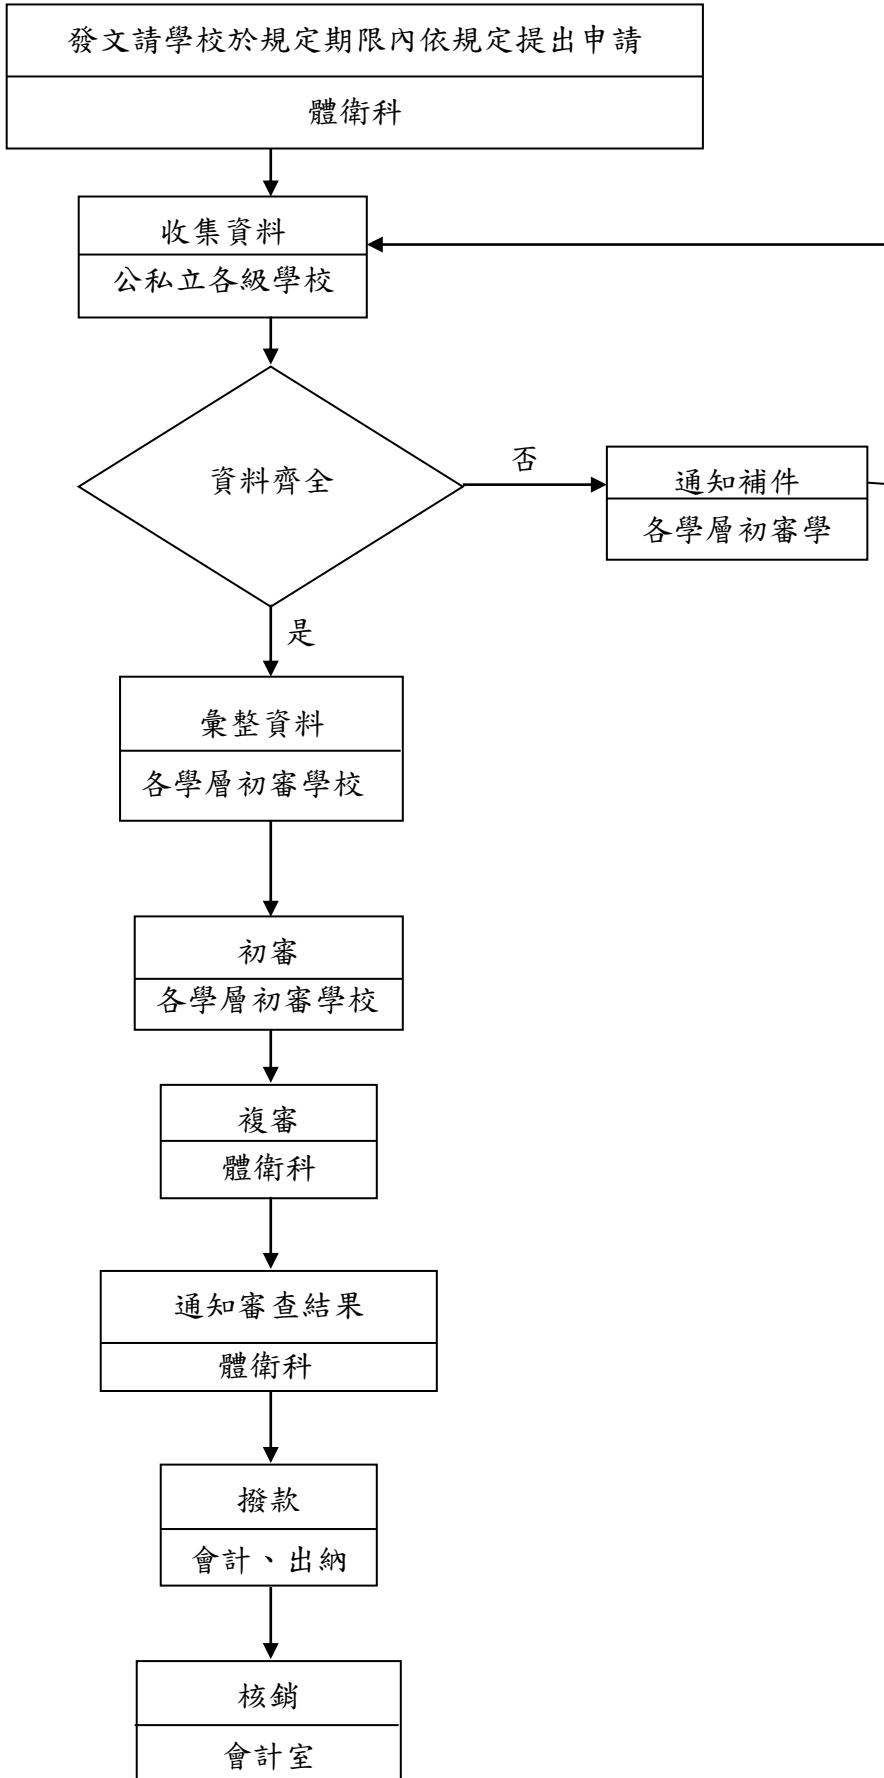 發文請學校於規定期限內依規定提出申請
體衛科
收集資料
公私立各級學校
資料齊全
否
通知補件
各學層初審學
是
彙整資料
各學層初審學校
初審
各學層初審學校
複審
體衛科
通知審查結果
體衛科
撥款
會計、出納
核銷
會計室